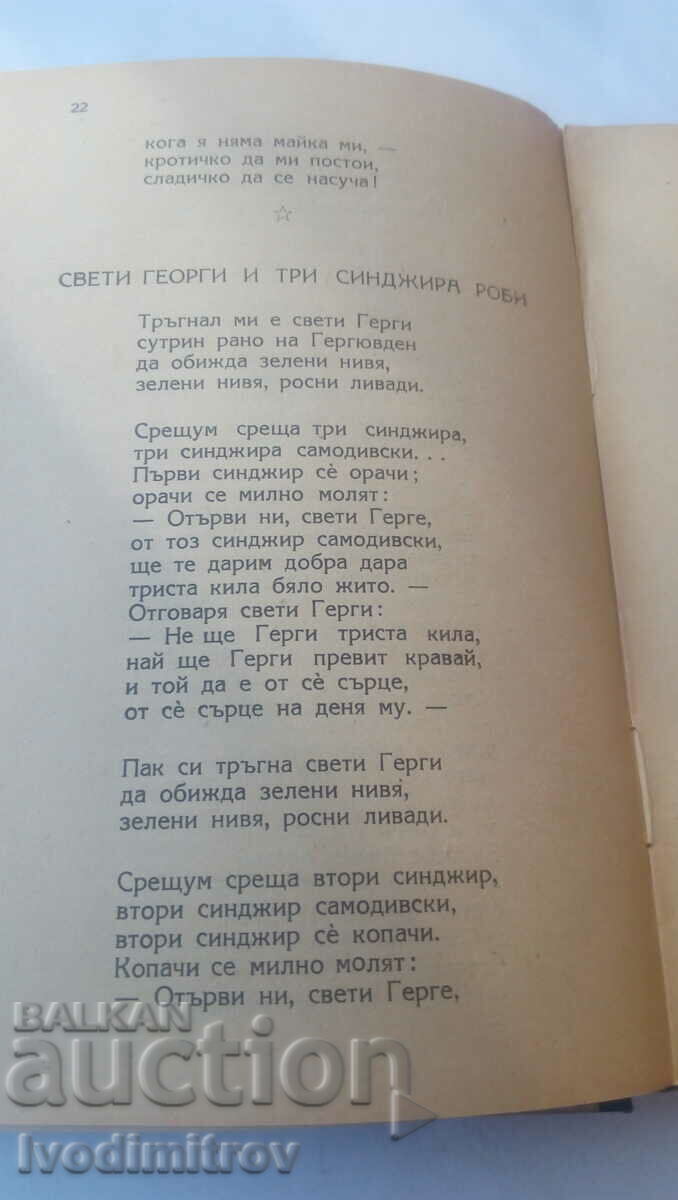 22
кога я няма майка ми, —
кротичко да ми постои,
сладичко да се насуча!
☆
СВЕТИ ГЕОРГИ И ТРИ СИНДЖИРА РОБИ
Тръгнал ми е свети Герги
сутрин рано на Гергювден
да обижда зелени нивя,
зелени нивя, росни ливади.
Срещум среща три синджира,
три синджира самодивски. . .
Първи синджир сѐ орачи;
орачи се милно молят:
— Отърви ни, свети Герге,
от тоз синджир самодивски,
ще те дарим добра дара
триста кила бяло жито. —
Отговаря свети Герги:
— Не ще Герги триста кила,
най ще Герги превит кравай,
и той да е от сѐ сърце,
от сѐ сърце на деня му. —
Пак си тръгна свети Герги
да обижда зелени нивя,
зелени нивя, росни ливади.
Срещум среща втори синджир,
втори синджир самодивски,
втори синджир сѐ копачи.
Копачи се милно молят:
— Отърви ни, свети Герге,
BALKAN
auction
Ivodimitrov